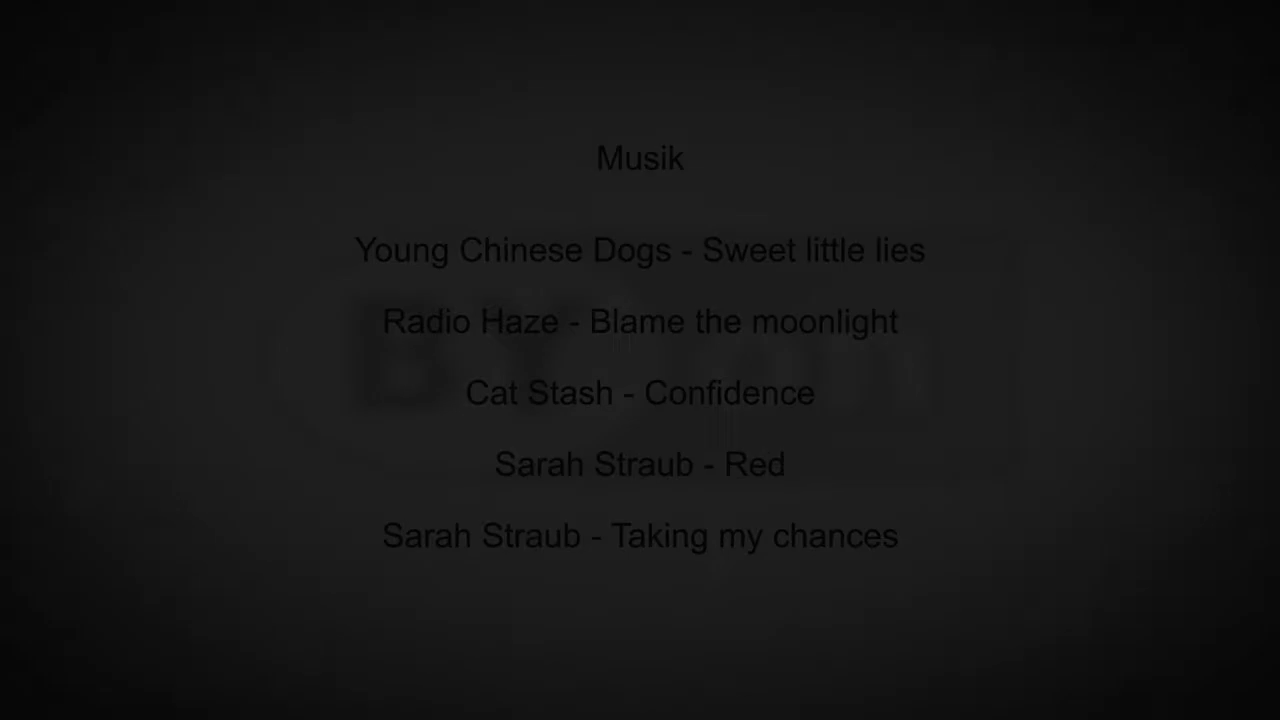 Musik
Young Chinese Dogs - Sweet little lies
Radio Haze - Blame the moonlight
Cat Stash - Confidence
Sarah Straub - Red
Sarah Straub - Taking my chances